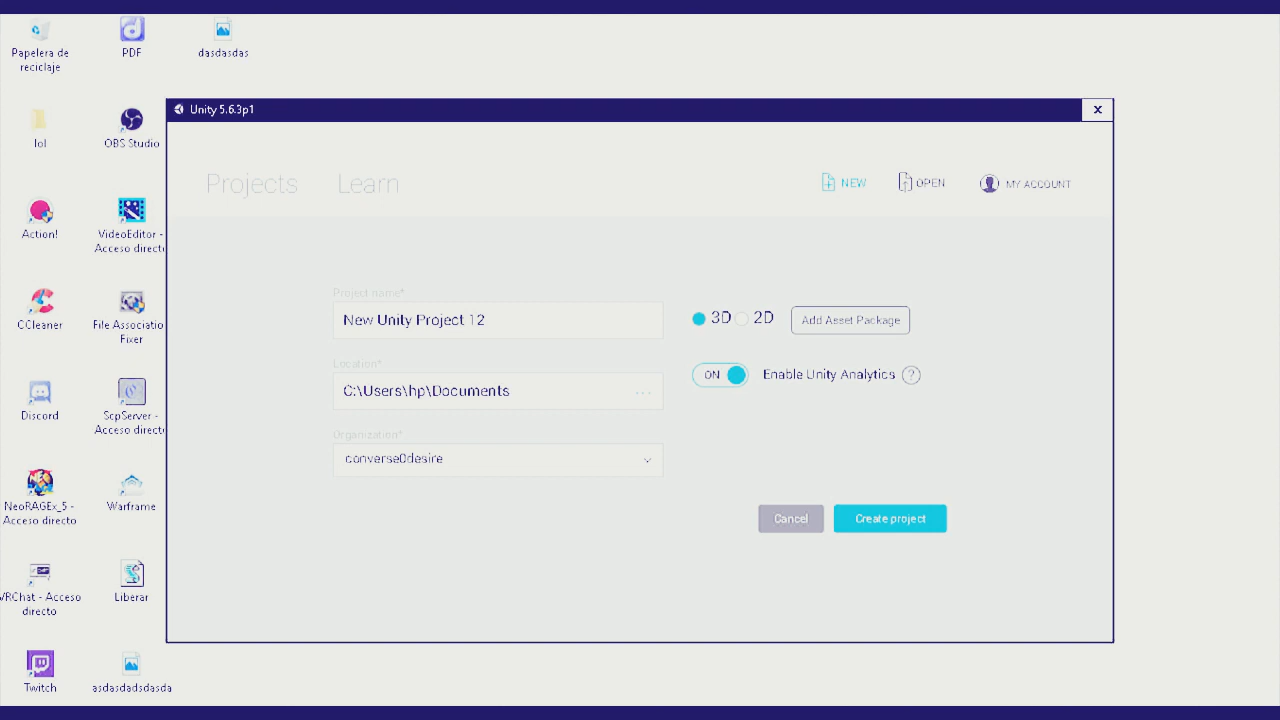 Papelera de
reciclaje
PDF
dasdasdas
lol
OBS Studio
Action!
VideoEditor -
Acceso direct
CCleaner
File Associatio
Fixer
Discord
ScpServer -
Acceso direct
NeoRAGEx_5 -
Acceso directo
Warframe
VRChat - Acceso
directo
Liberar
Twitch
asdasdadsdasda
Unity 5.6.3p1
x
Projects
Learn
NEW
OPEN
MY ACCOUNT
Project name*
New Unity Project 12
3D
2D
Add Asset Package
Location*
C:\Users\hp\Documents
...
ON
Enable Unity Analytics
?
Organization*
converse0desire
Cancel
Create project